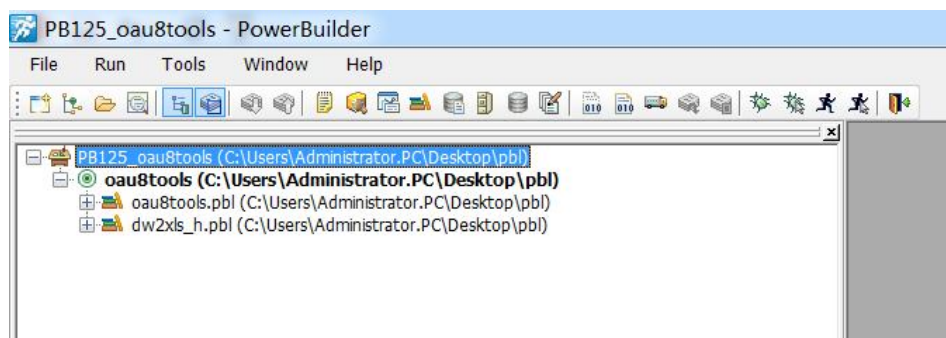 PB125_oau8tools - PowerBuilder
File Run Tools Window Help
PB125_oau8tools (C:\Users\Administrator.PC\Desktop\pbl)
oau8tools (C:\Users\Administrator.PC\Desktop\pbl)
oau8tools.pbl (C:\Users\Administrator.PC\Desktop\pbl)
dw2xls_h.pbl (C:\Users\Administrator.PC\Desktop\pbl)